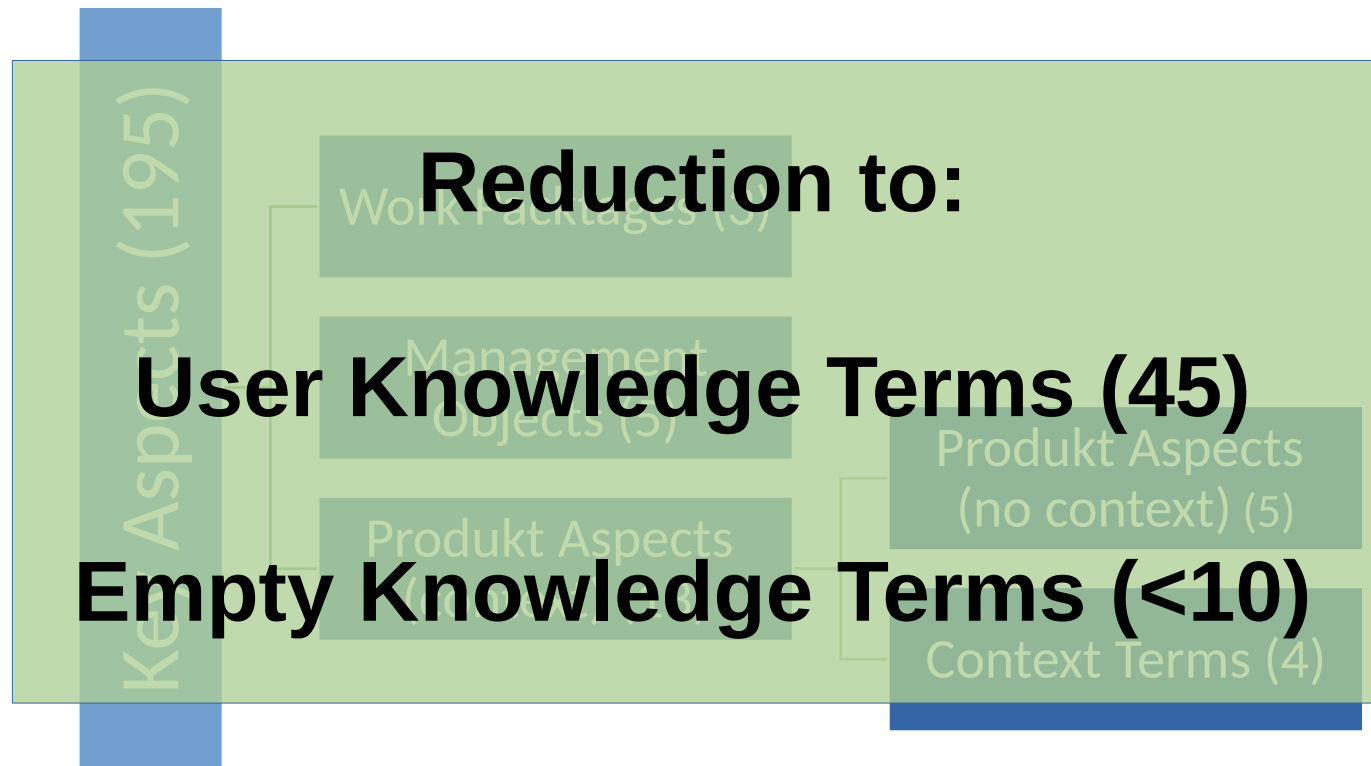 Key Aspects (195)
Reduction to:
Work Packtages (3)
Management
Objects (5)
User Knowledge Terms (45)
Produkt Aspects
(no context) (5)
Produkt Aspects
Empty Knowledge Terms (<10)
Context Terms (4)